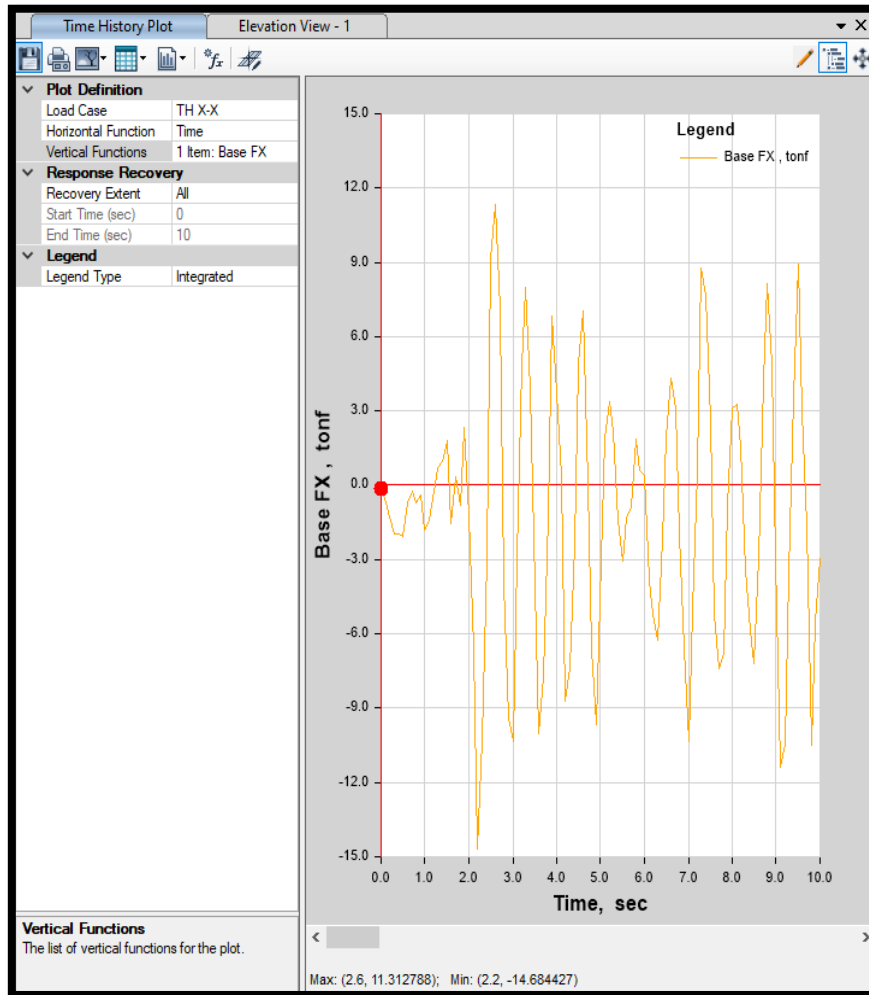 Time History Plot
Elevation View - 1
Plot Definition
Load Case TH X-X
Horizontal Function Time
Vertical Functions 1 Item: Base FX
Response Recovery
Recovery Extent All
Start Time (sec) 0
End Time (sec) 10
Legend
Legend Type Integrated
Vertical Functions
The list of vertical functions for the plot.
Legend
Base FX , tonf
15.0
12.0
9.0
6.0
3.0
0.0
-3.0
-6.0
-9.0
-12.0
-15.0
Base FX , tonf
0.0 1.0 2.0 3.0 4.0 5.0 6.0 7.0 8.0 9.0 10.0
Time, sec
Max: (2.6, 11.312788); Min: (2.2, -14.684427)